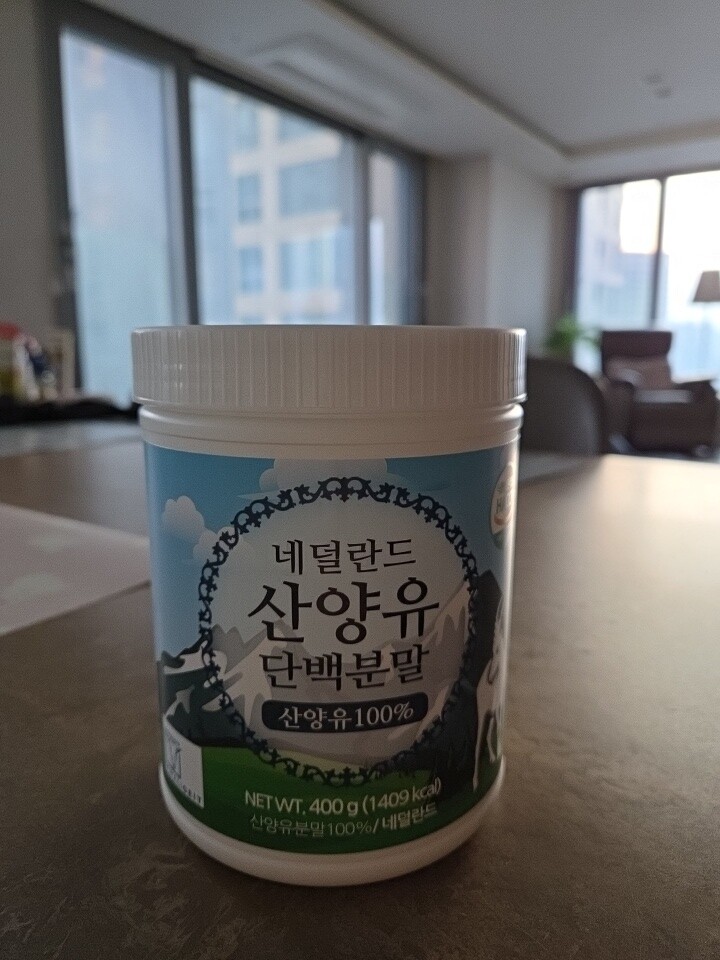 네덜란드
산양유
단백분말
산양유100%
NET WT. 400 g (1409 kcal)
산양유분말100%/네덜란드